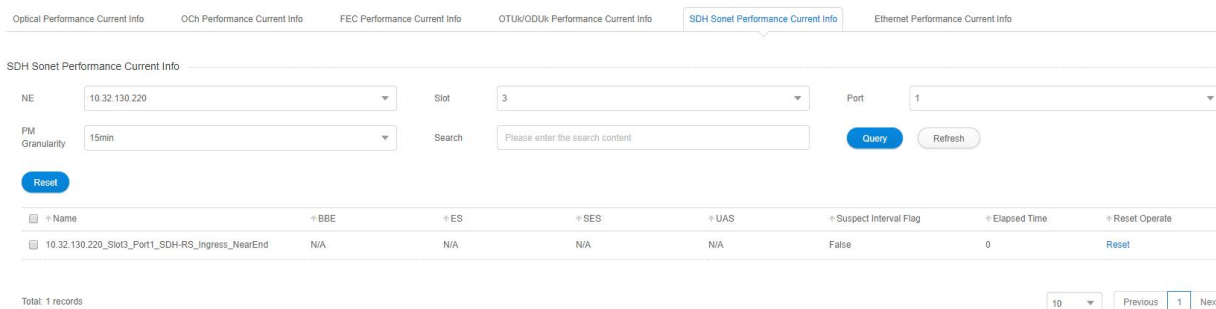 Optical Performance Current Info OCh Performance Current Info FEC Performance Current Info OTUk/ODUk Performance Current Info SDH Sonet Performance Current Info Ethernet Performance Current Info
SDH Sonet Performance Current Info
NE 10.32.130.220 Slot 3 Port 1
PM Granularity 15min Search Please enter the search content Query Refresh
Reset
Name BBE ES SES UAS Suspect Interval Flag Elapsed Time Reset Operate
10.32.130.220_Slot3_Port1_SDH-RS_Ingress_NearEnd N/A N/A N/A N/A False 0 Reset
Total: 1 records 10 Previous 1 Nex